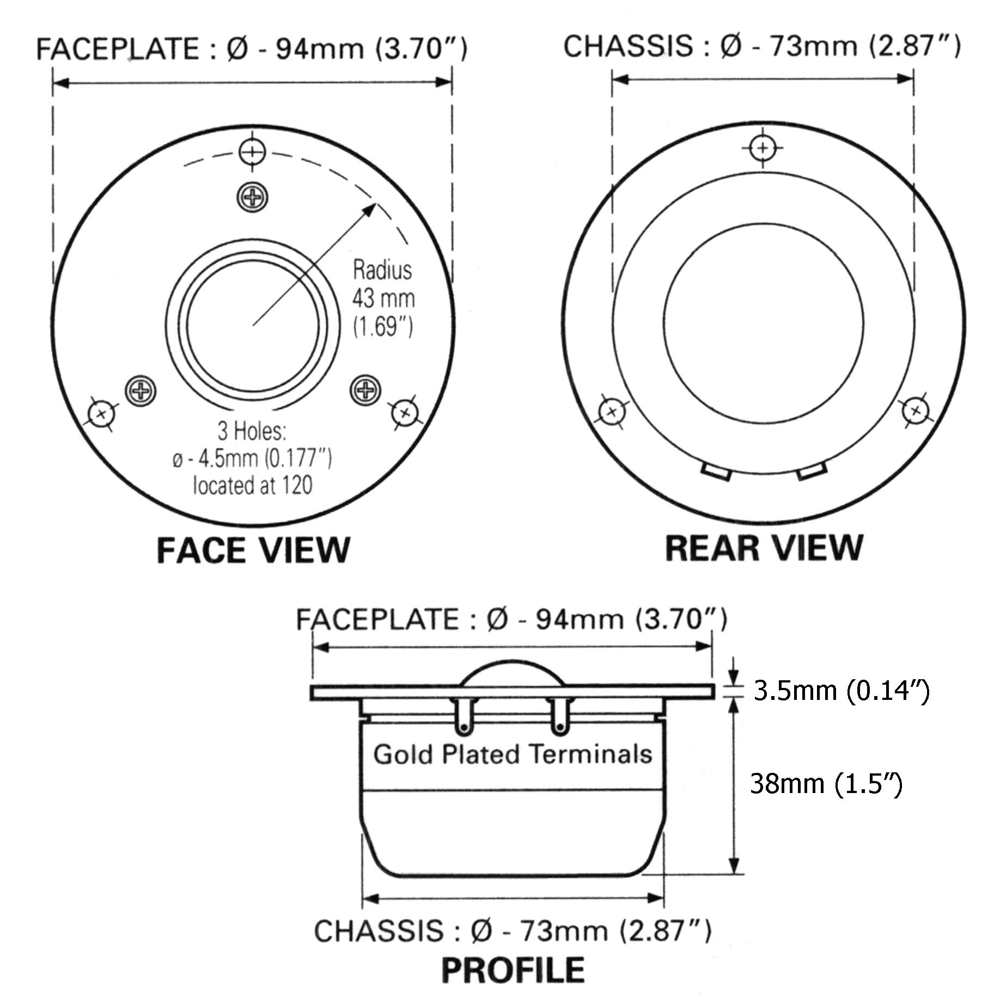 FACEPLATE : Ø - 94mm (3.70″)
CHASSIS : Ø - 73mm (2.87″)
Radius
43 mm
(1.69″)
3 Holes:
ø - 4.5mm (0.177″)
located at 120
FACE VIEW
REAR VIEW
FACEPLATE : Ø - 94mm (3.70″)
3.5mm (0.14″)
Gold Plated Terminals
38mm (1.5″)
CHASSIS : Ø - 73mm (2.87″)
PROFILE